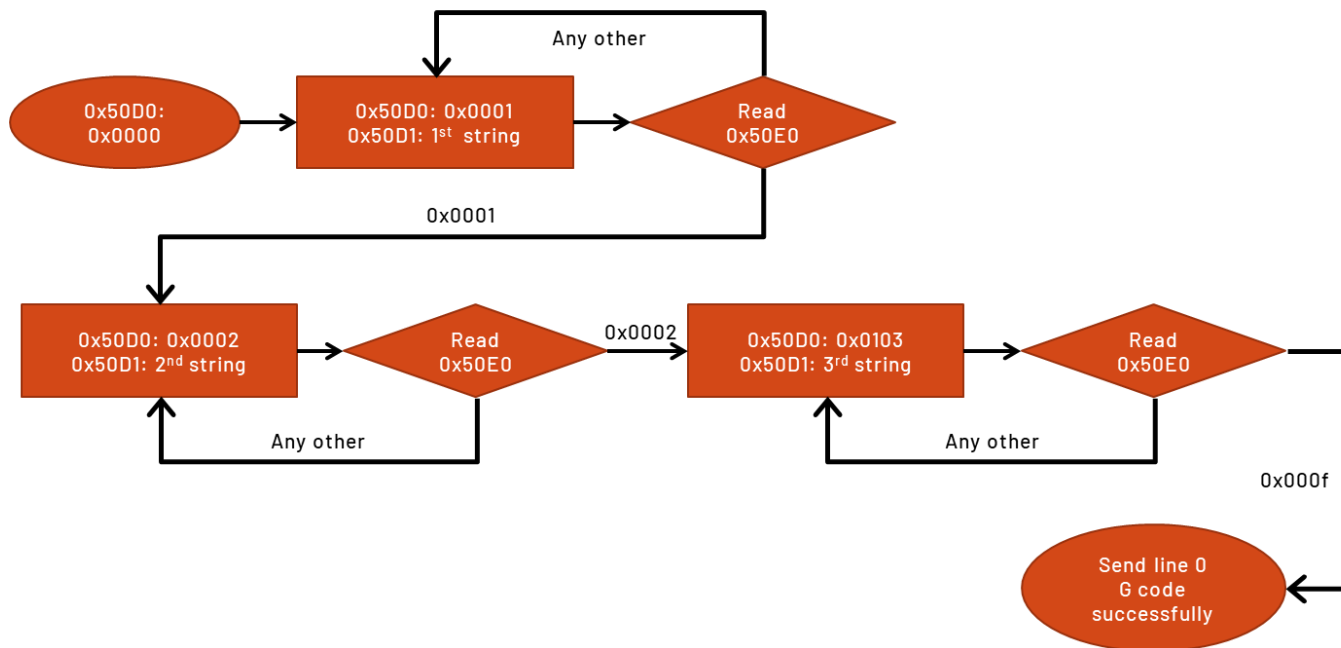 Any other
0x50D0:
0x0000
0x50D0: 0x0001
0x50D1: 1st string
Read
0x50E0
0x0001
0x50D0: 0x0002
0x50D1: 2nd string
Read
0x50E0
0x0002
0x50D0: 0x0103
0x50D1: 3rd string
Read
0x50E0
Any other
Any other
0x000f
Send line 0
G code
successfully